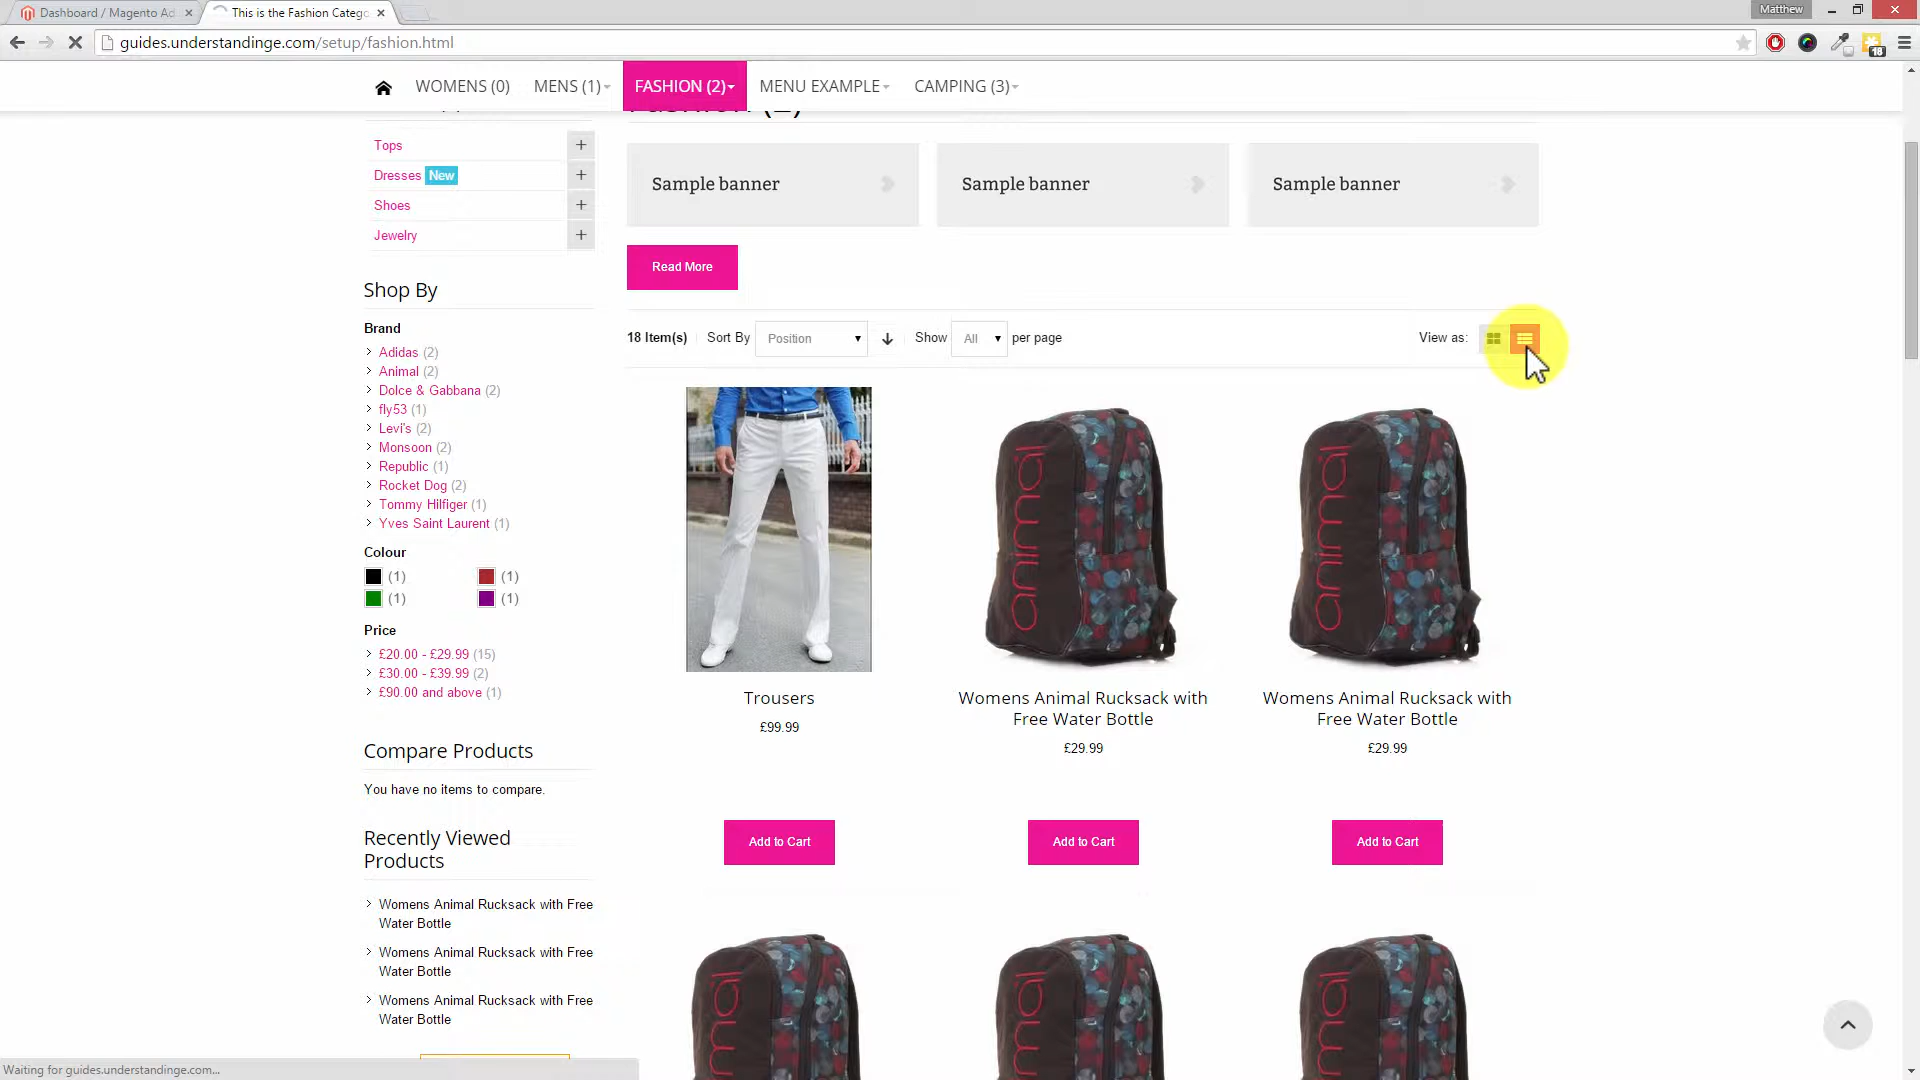 Dashboard / Magento Ad
This is the Fashion Catego
Matthew
guides.understandinge.com/setup/fashion.html
18
WOMENS (0)
MENS (1)
FASHION (2)
MENU EXAMPLE
CAMPING (3)
Tops
Dresses New
Shoes
Jewelry
Sample banner
Sample banner
Sample banner
Read More
Shop By
Brand
Adidas (2)
Animal (2)
Dolce & Gabbana (2)
fly53 (1)
Levi's (2)
Monsoon (2)
Republic (1)
Rocket Dog (2)
Tommy Hilfiger (1)
Yves Saint Laurent (1)
Colour
(1)
(1)
(1)
(1)
Price
£20.00 - £29.99 (15)
£30.00 - £39.99 (2)
£90.00 and above (1)
Compare Products
You have no items to compare.
Recently Viewed
Products
Womens Animal Rucksack with Free
Water Bottle
Womens Animal Rucksack with Free
Water Bottle
Womens Animal Rucksack with Free
Water Bottle
18 Item(s)
Sort By
Position
Show
All
per page
View as:
animal
animal
Trousers
£99.99
Womens Animal Rucksack with
Free Water Bottle
£29.99
Womens Animal Rucksack with
Free Water Bottle
£29.99
Add to Cart
Add to Cart
Add to Cart
Waiting for guides.understandinge.com...